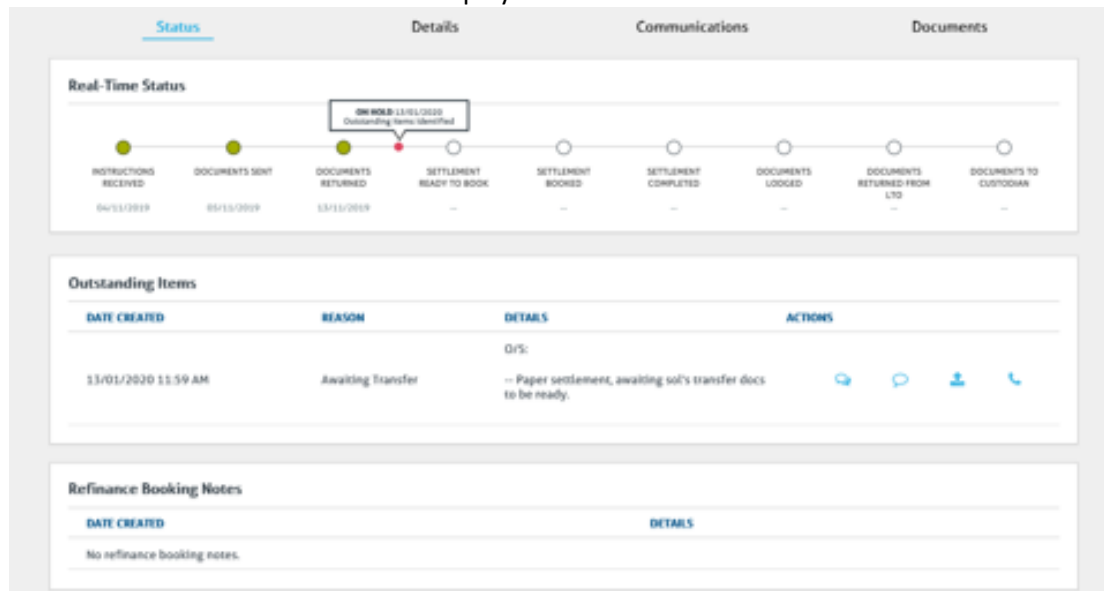 Status Details Communications Documents
Real-Time Status
ON HOLD 13/01/2020
Outstanding Items Identified
INSTRUCTIONS RECEIVED
DOCUMENTS SENT
DOCUMENTS RETURNED
SETTLEMENT READY TO BOOK
SETTLEMENT BOOKED
SETTLEMENT COMPLETED
DOCUMENTS LODGED
DOCUMENTS RETURNED FROM LTO
DOCUMENTS TO CUSTODIAN
04/11/2019 05/11/2019 13/11/2019 -- -- -- -- -- --
Outstanding Items
DATE CREATED REASON DETAILS ACTIONS
O/S:
13/01/2020 11:59 AM Awaiting Transfer -- Paper settlement, awaiting sol's transfer docs
to be ready.
Refinance Booking Notes
DATE CREATED DETAILS
No refinance booking notes.